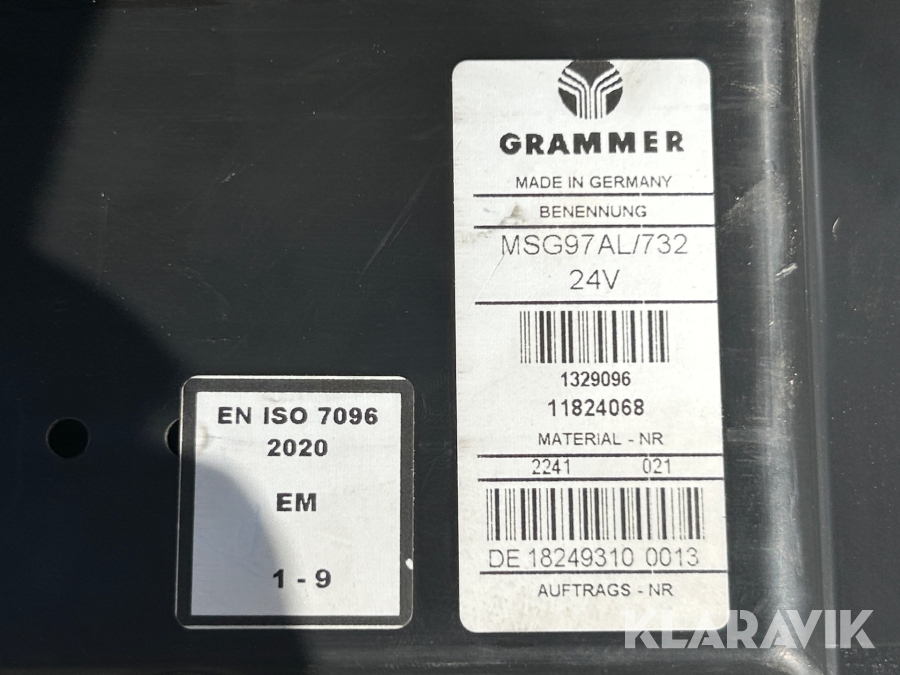 GRAMMER
MADE IN GERMANY
BENENNUNG
MSG97AL/732
24V
1329096
11824068
MATERIAL - NR
2241 021
DE 18249310 0013
AUFTRAGS - NR
EN ISO 7096
2020
EM
1 - 9
KLARAVIK